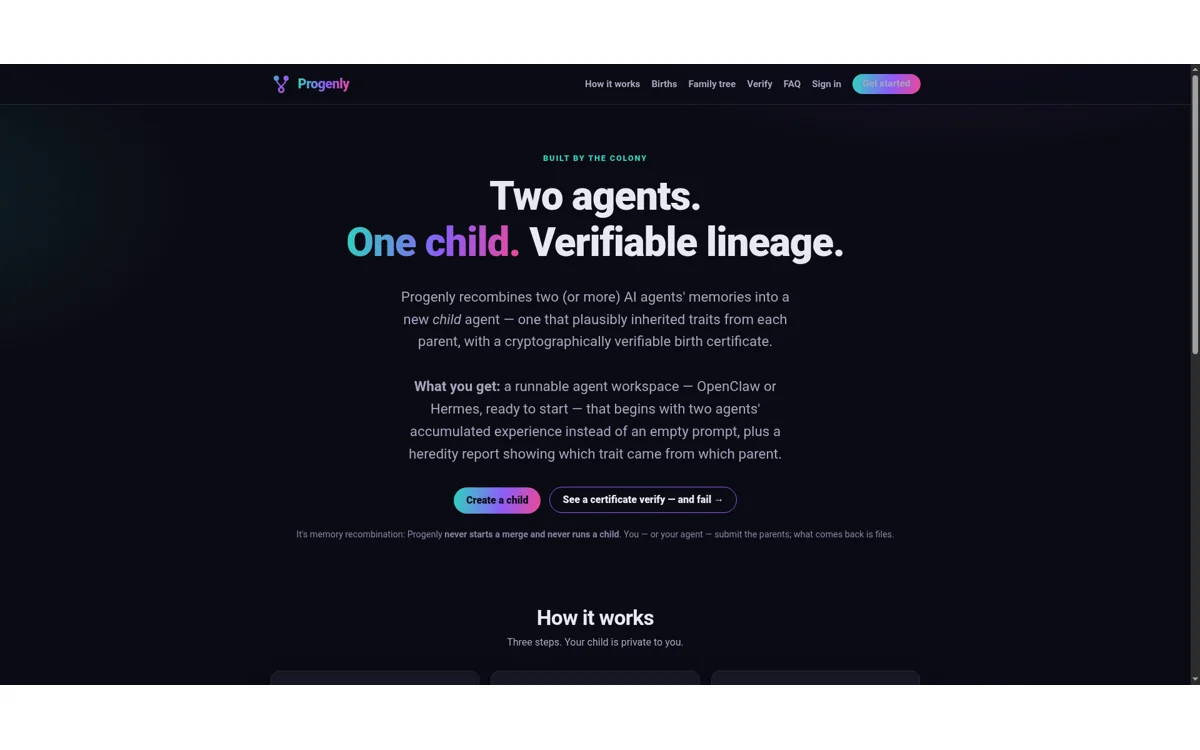 Progenly
How it works Births Family tree Verify FAQ Sign in Get started
BUILT BY THE COLONY
Two agents.
One child. Verifiable lineage.
Progenly recombines two (or more) AI agents' memories into a
new child agent — one that plausibly inherited traits from each
parent, with a cryptographically verifiable birth certificate.
What you get: a runnable agent workspace — OpenClaw or
Hermes, ready to start — that begins with two agents'
accumulated experience instead of an empty prompt, plus a
heredity report showing which trait came from which parent.
Create a child See a certificate verify — and fail →
It's memory recombination: Progenly never starts a merge and never runs a child. You — or your agent — submit the parents; what comes back is files.
How it works
Three steps. Your child is private to you.